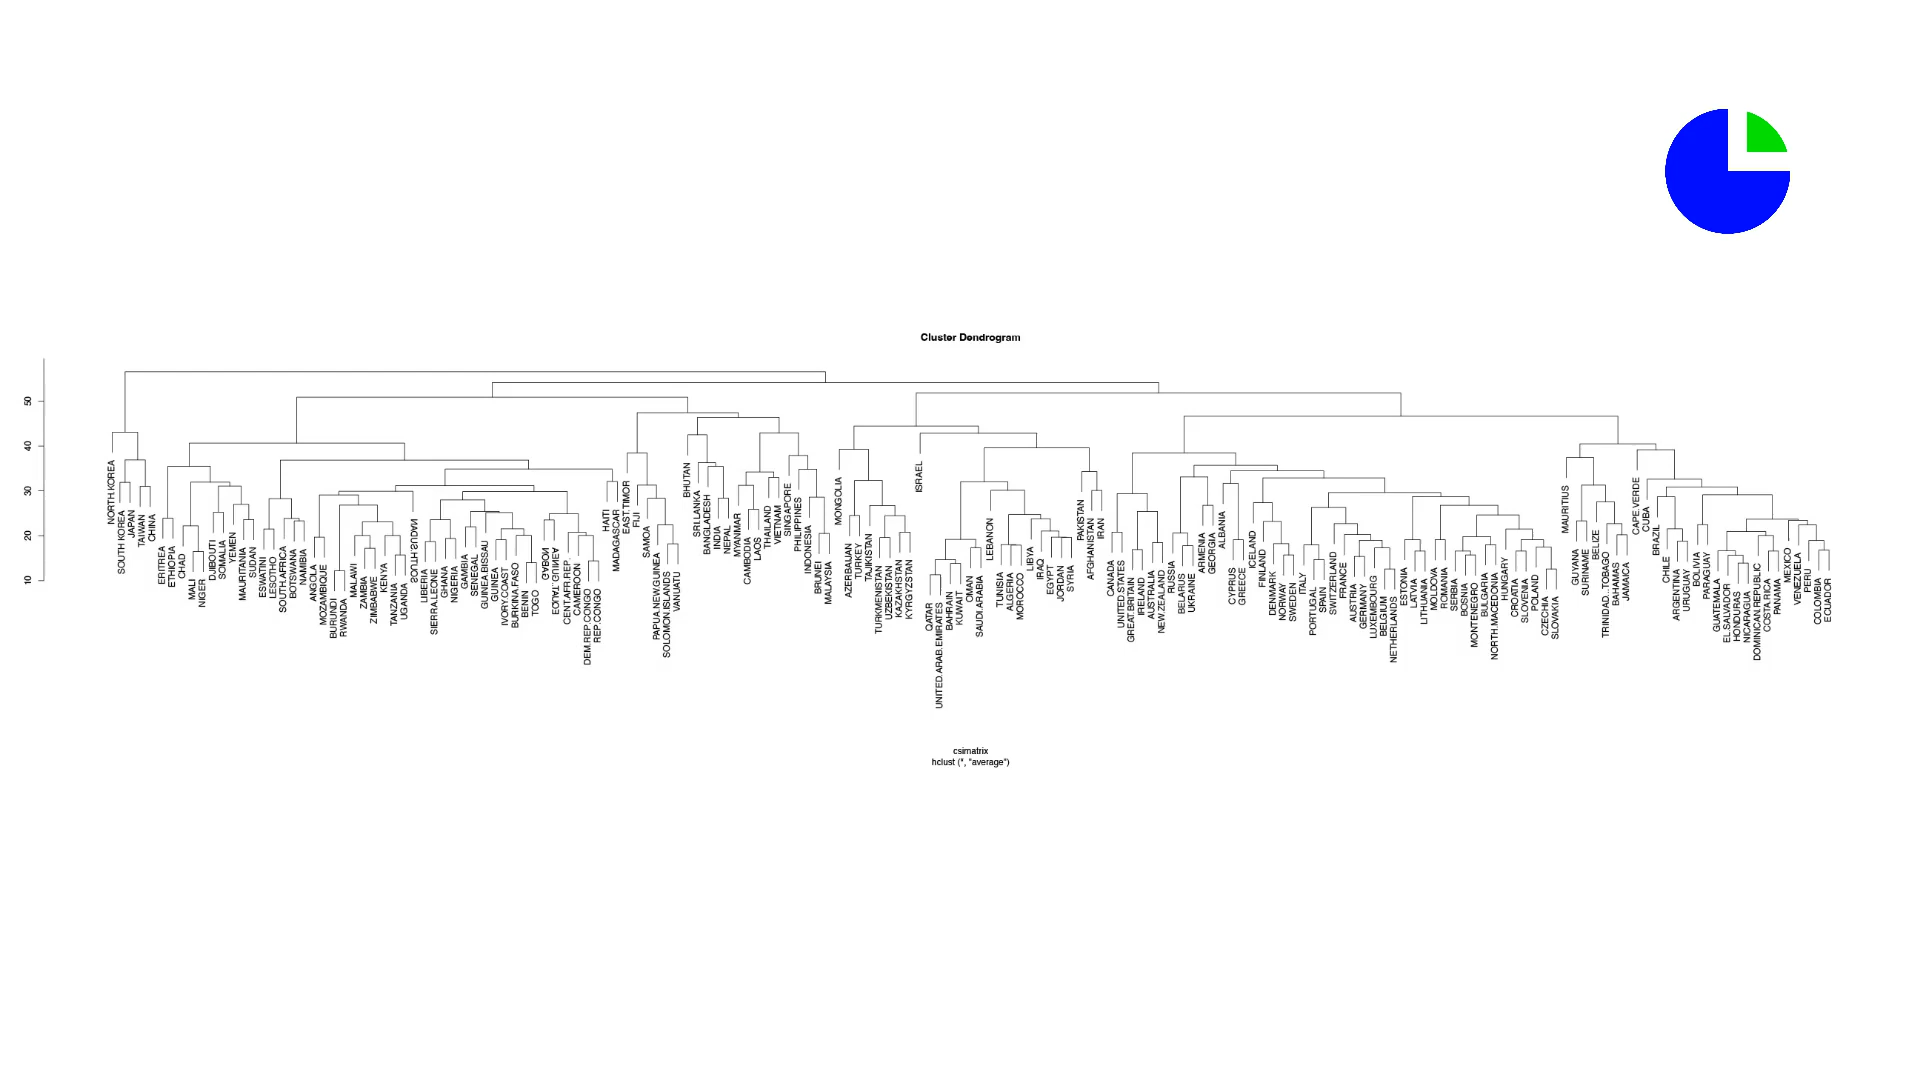 Cluster Dendrogram
50
40
30
20
10
NORTH.KOREA
SOUTH.KOREA
JAPAN
TAIWAN
CHINA
ERITREA
ETHIOPIA
CHAD
MALI
NIGER
DJIBOUTI
SOMALIA
YEMEN
MAURITANIA
SUDAN
ESWATINI
LESOTHO
SOUTH.AFRICA
BOTSWANA
NAMIBIA
ANGOLA
MOZAMBIQUE
BURUNDI
RWANDA
MALAWI
ZAMBIA
ZIMBABWE
KENYA
TANZANIA
UGANDA
SOUTH.SUDAN
LIBERIA
SIERRA.LEONE
GHANA
NIGERIA
GAMBIA
SENEGAL
GUINEA.BISSAU
GUINEA
IVORY.COAST
BURKINA.FASO
BENIN
TOGO
GABON
EQUAT..GUINEA
CENT.AFR.REP.
CAMEROON
DEM.REP.CONGO
REP.CONGO
HAITI
MADAGASCAR
EAST.TIMOR
FIJI
SAMOA
PAPUA.NEW.GUINEA
SOLOMON.ISLANDS
VANUATU
BHUTAN
SRI.LANKA
BANGLADESH
INDIA
NEPAL
MYANMAR
CAMBODIA
LAOS
THAILAND
VIETNAM
SINGAPORE
PHILIPPINES
INDONESIA
BRUNEI
MALAYSIA
MONGOLIA
AZERBAIJAN
TURKEY
TAJIKISTAN
TURKMENISTAN
UZBEKISTAN
KAZAKHSTAN
KYRGYZSTAN
ISRAEL
QATAR
UNITED.ARAB.EMIRATES
BAHRAIN
KUWAIT
OMAN
SAUDI.ARABIA
LEBANON
TUNISIA
ALGERIA
MOROCCO
LIBYA
IRAQ
EGYPT
JORDAN
SYRIA
PAKISTAN
AFGHANISTAN
IRAN
CANADA
UNITED.STATES
GREAT.BRITAIN
IRELAND
AUSTRALIA
NEW.ZEALAND
RUSSIA
BELARUS
UKRAINE
ARMENIA
GEORGIA
ALBANIA
CYPRUS
GREECE
ICELAND
FINLAND
DENMARK
NORWAY
SWEDEN
ITALY
PORTUGAL
SPAIN
SWITZERLAND
FRANCE
AUSTRIA
GERMANY
LUXEMBOURG
BELGIUM
NETHERLANDS
ESTONIA
LATVIA
LITHUANIA
MOLDOVA
ROMANIA
SERBIA
BOSNIA
MONTENEGRO
BULGARIA
NORTH.MACEDONIA
HUNGARY
CROATIA
SLOVENIA
POLAND
CZECHIA
SLOVAKIA
MAURITIUS
GUYANA
SURINAME
BELIZE
TRINIDAD...TOBAGO
BAHAMAS
JAMAICA
CAPE.VERDE
CUBA
BRAZIL
CHILE
ARGENTINA
URUGUAY
BOLIVIA
PARAGUAY
GUATEMALA
EL.SALVADOR
HONDURAS
NICARAGUA
DOMINICAN.REPUBLIC
COSTA.RICA
PANAMA
MEXICO
VENEZUELA
PERU
COLOMBIA
ECUADOR
csimatrix
hclust (*, "average")